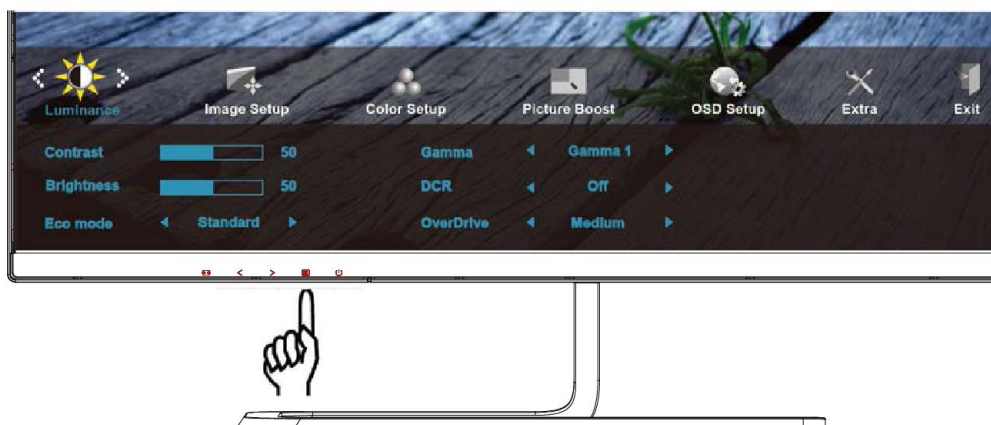 Luminance Image Setup Color Setup Picture Boost OSD Setup Extra Exit
Contrast 50 Gamma Gamma 1
Brightness 50 DCR Off
Eco mode Standard OverDrive Medium